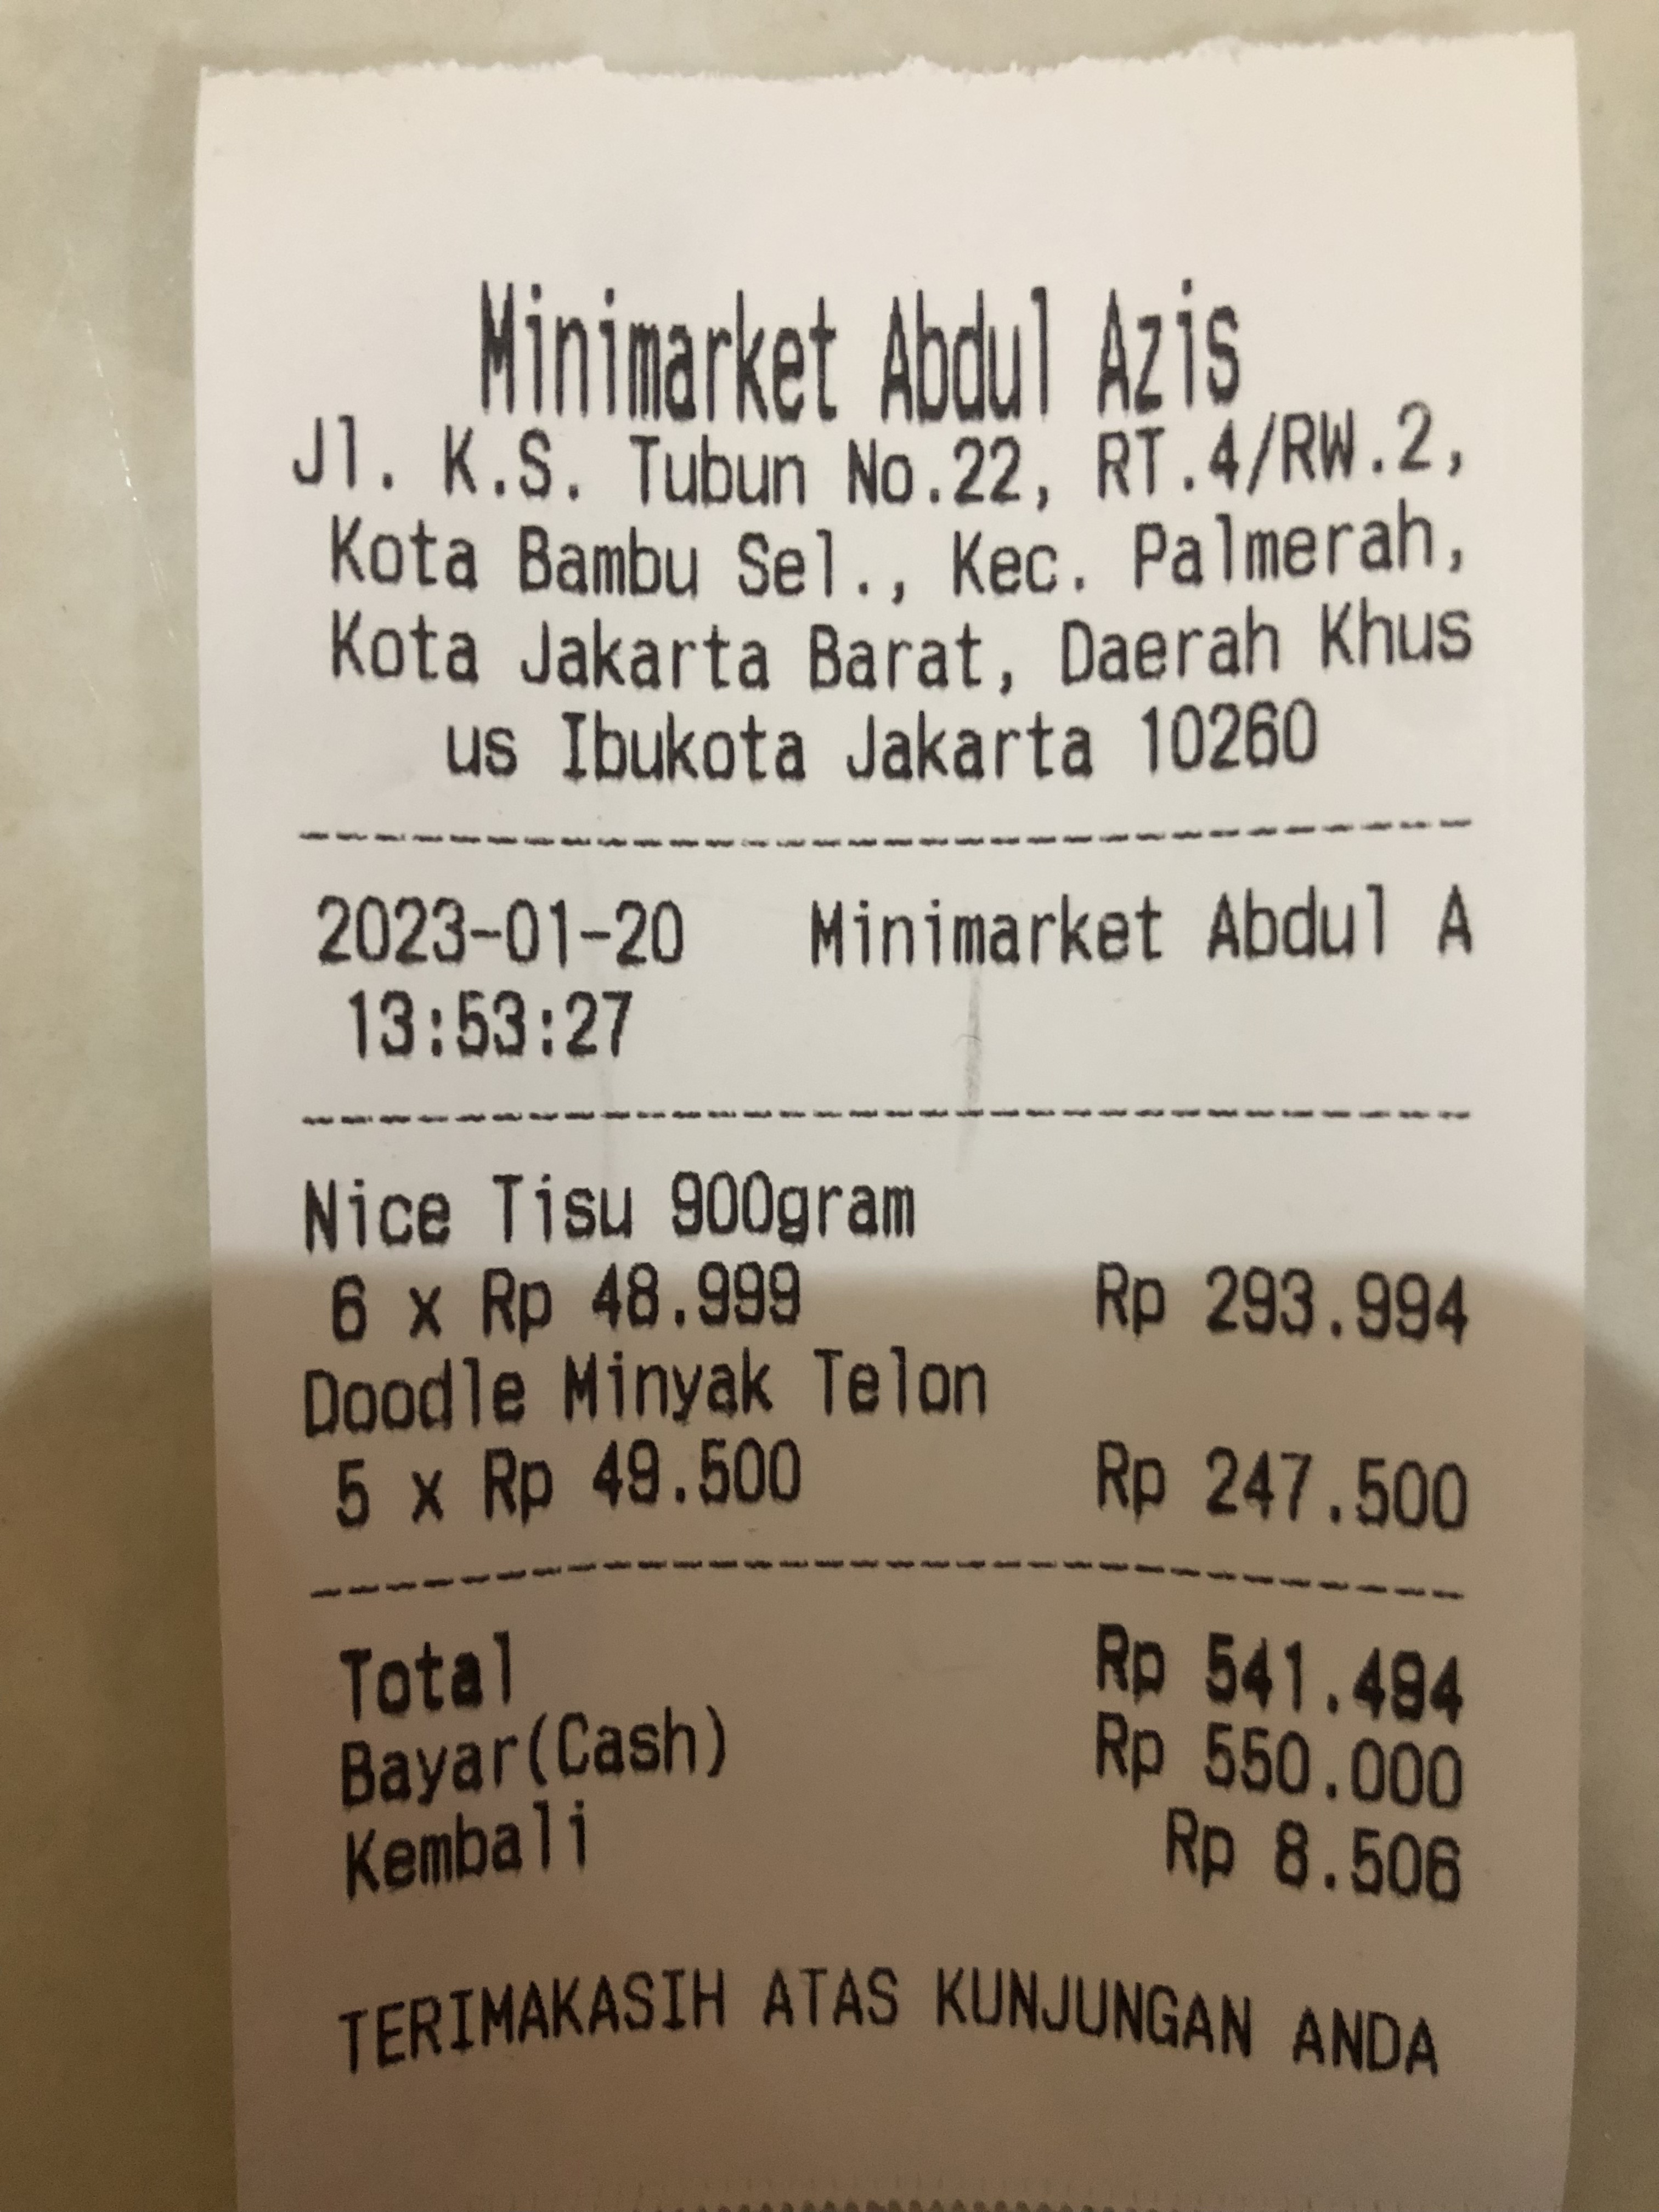 Minimarket Abdul Azis
Jl. K.S. Tubun No.22, RT.4/RW.2,
Kota Bambu Sel., Kec. Palmerah,
Kota Jakarta Barat, Daerah Khus
us Ibukota Jakarta 10260
2023-01-20 Minimarket Abdul A
13:53:27
Nice Tisu 900gram
6 x Rp 48.999 Rp 293.994
Doodle Minyak Telon
5 x Rp 49.500 Rp 247.500
Total Rp 541.494
Bayar(Cash) Rp 550.000
Kembali Rp 8.506
TERIMAKASIH ATAS KUNJUNGAN ANDA